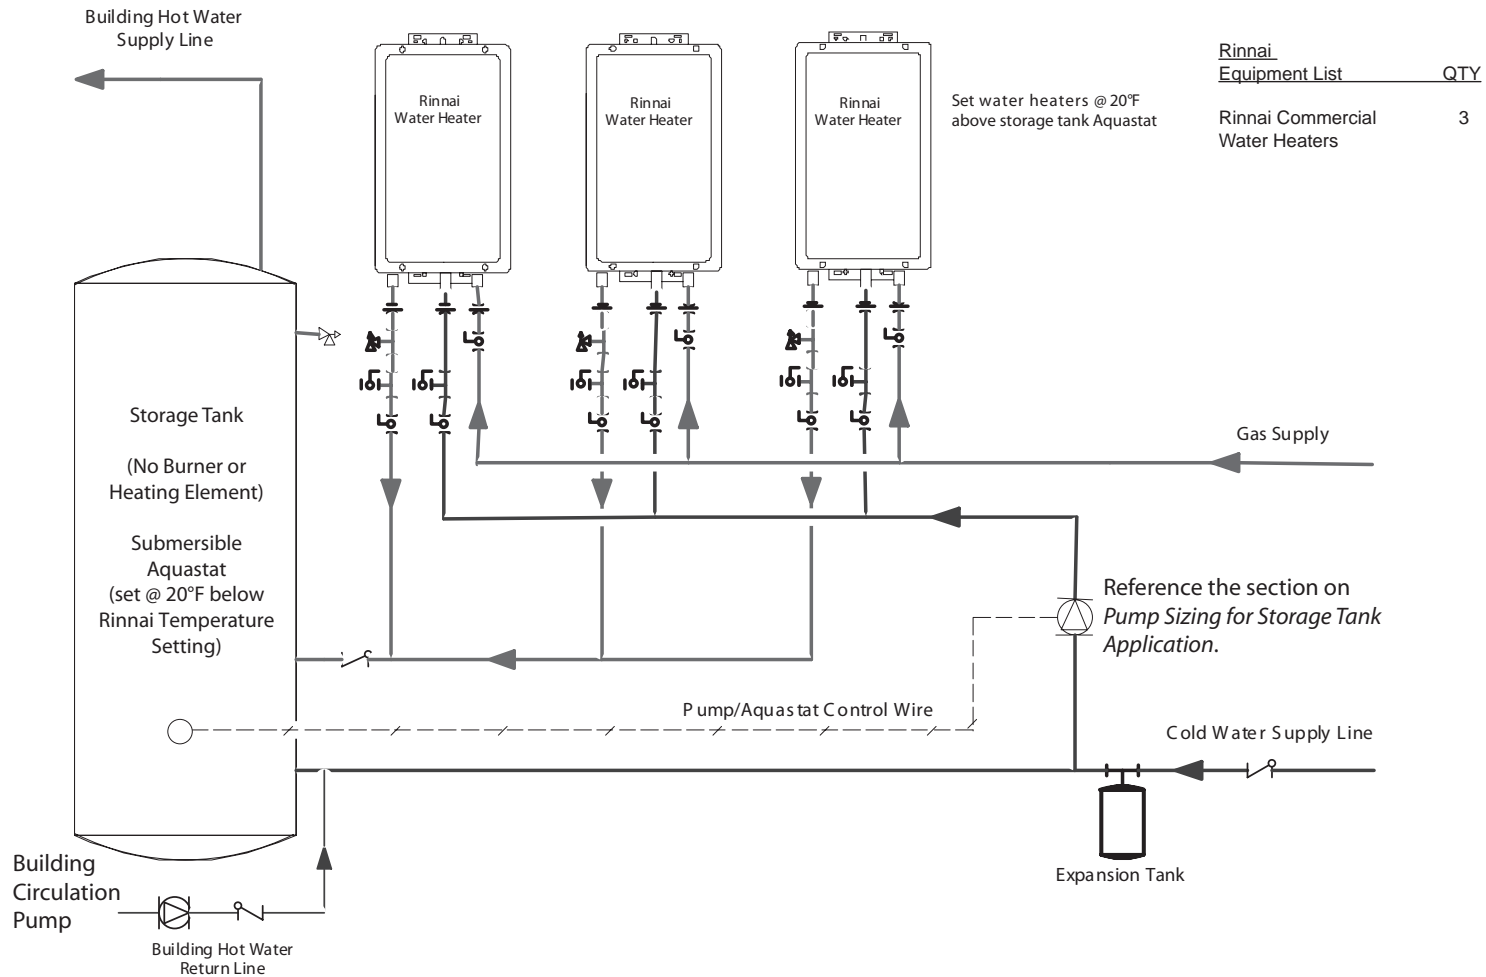 Building Hot Water
Supply Line
Rinnai
Water Heater
Rinnai
Water Heater
Rinnai
Water Heater
Set water heaters @ 20°F
above storage tank Aquastat
Rinnai
Equipment List QTY
Rinnai Commercial 3
Water Heaters
Storage Tank
(No Burner or
Heating Element)
Submersible
Aquastat
(set @ 20°F below
Rinnai Temperature
Setting)
Gas Supply
Reference the section on
Pump Sizing for Storage Tank
Application.
Pump/Aquastat Control Wire
Cold Water Supply Line
Expansion Tank
Building
Circulation
Pump
Building Hot Water
Return Line